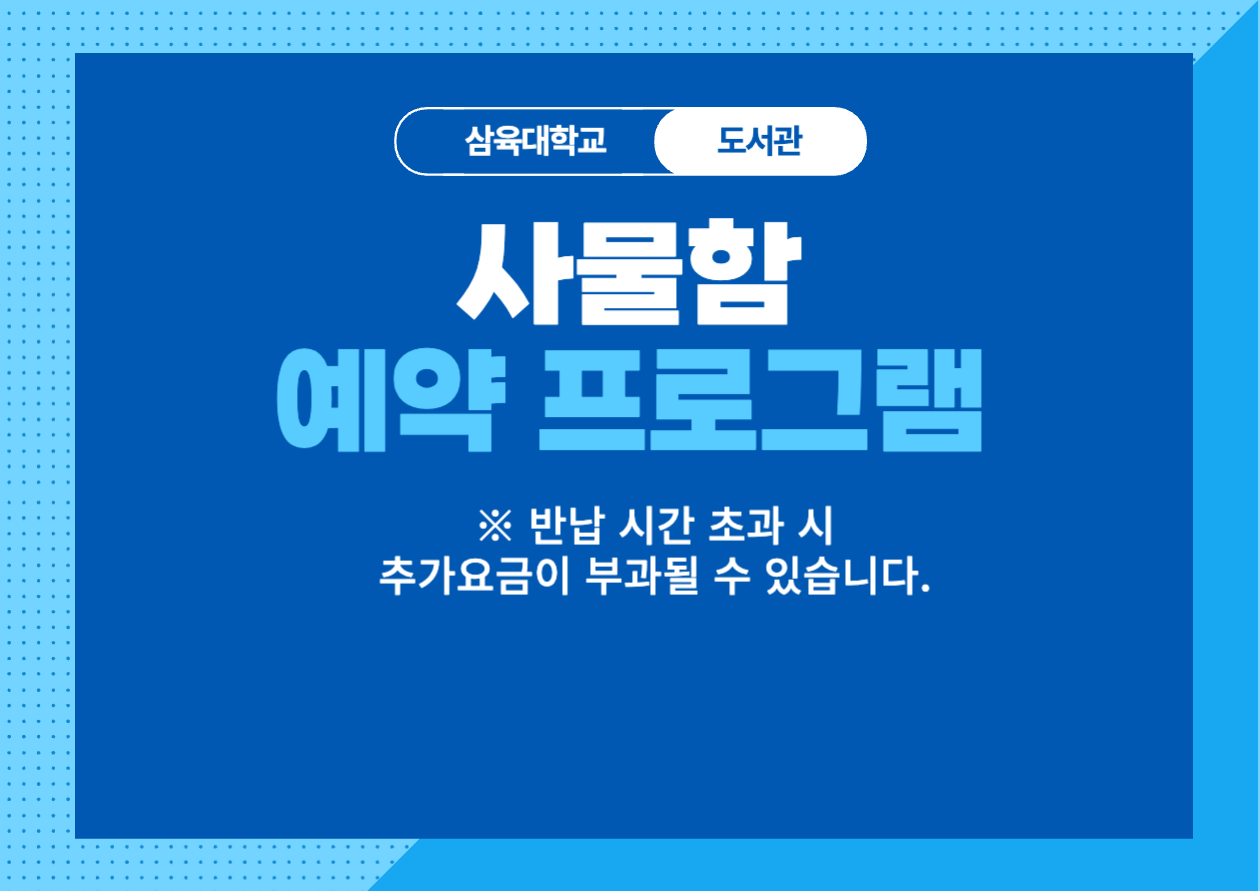 삼육대학교 도서관
사물함
예약 프로그램
※ 반납 시간 초과 시
추가요금이 부과될 수 있습니다.